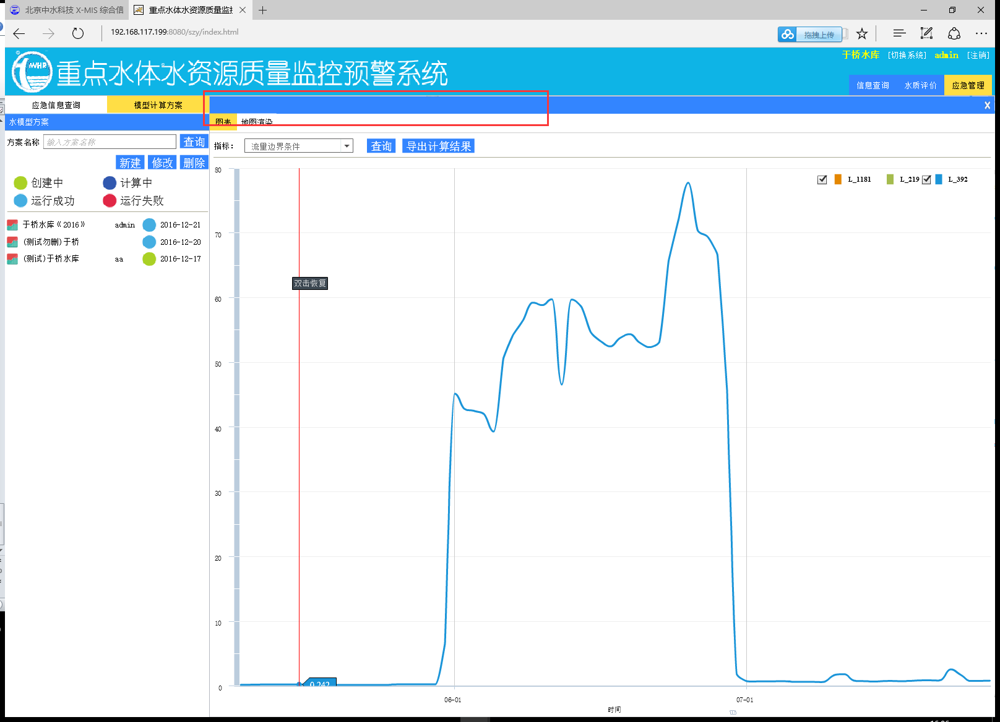 北京中水科技 X-MIS 综合信
重点水体水资源质量监控
192.168.117.199:8080/szy/index.html
拖拽上传
于桥水库 [切换系统] admin [注销]
IWHR
重点水体水资源质量监控预警系统
信息查询 水质评价 应急管理
应急信息查询 模型计算方案
X
水模型方案
图表 地图渲染
方案名称 输入方案名称 查询
指标： 流量边界条件 查询 导出计算结果
新建 修改 删除
创建中 计算中
运行成功 运行失败
于桥水库《2016》 admin 2016-12-21
(测试勿删)于桥 2016-12-20
(测试)于桥水库 aa 2016-12-17
L_1181 L_219 L_392
80
70
双击恢复
60
50
40
30
20
10
0
0.242
06-01 07-01
时间